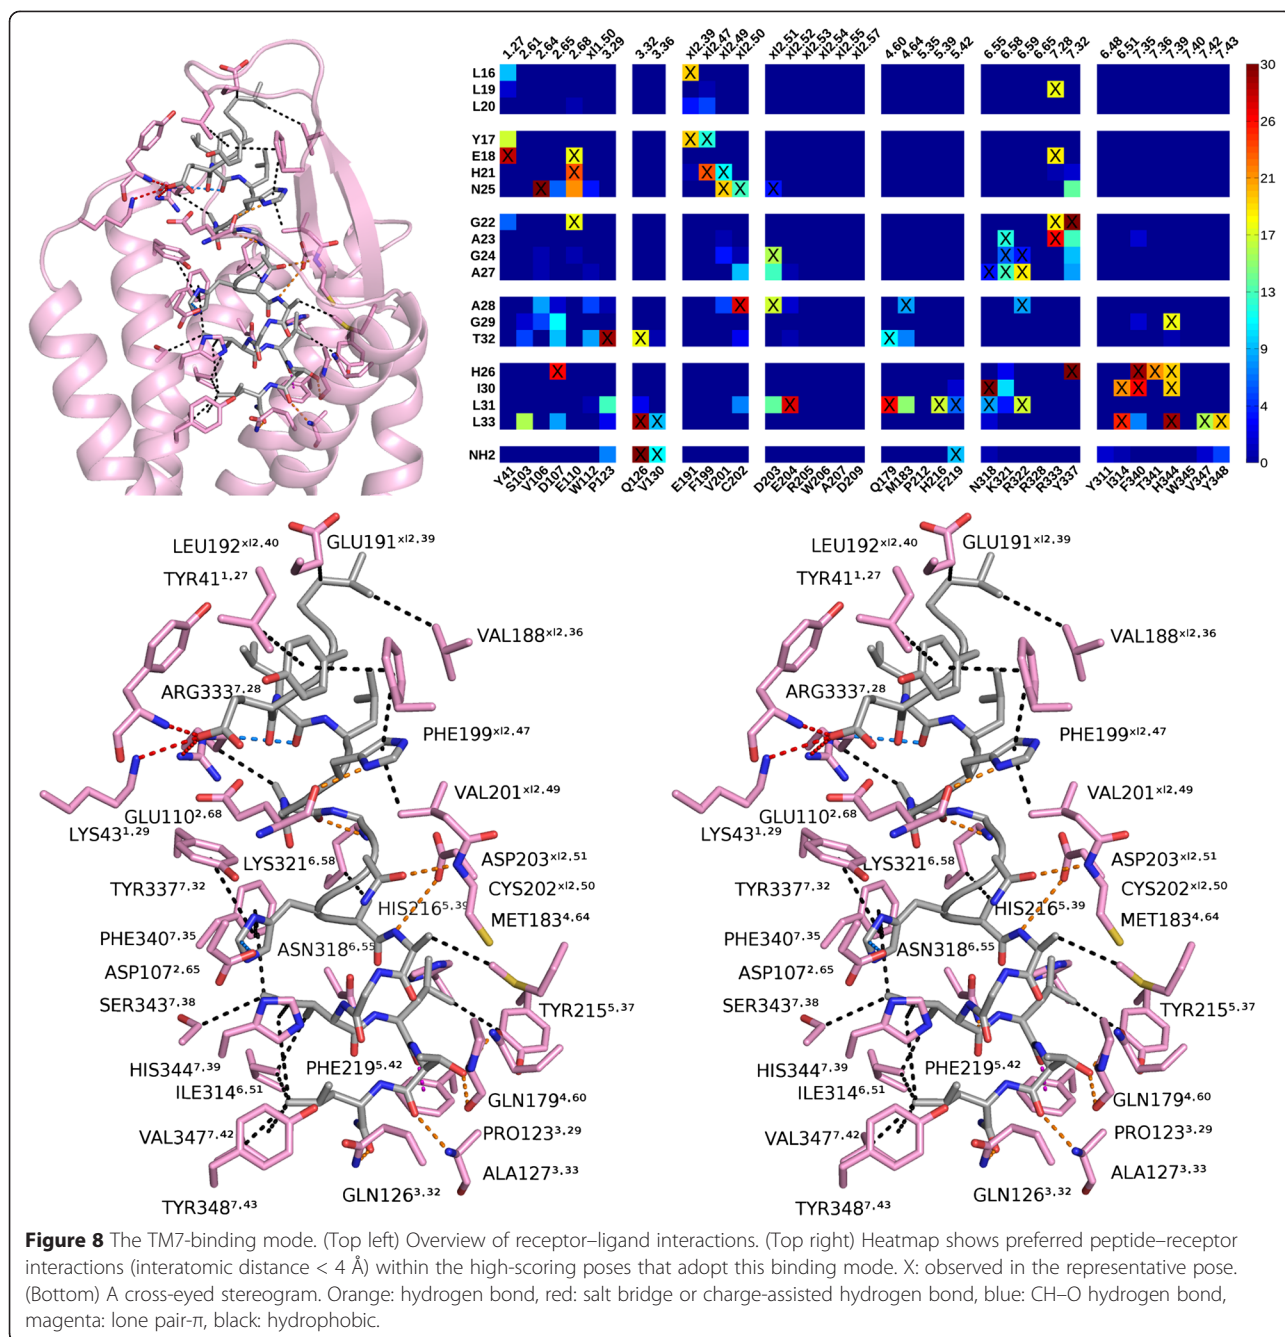 1.27 2.61 2.64 2.65 2.68 xl1.50 3.29 3.32 3.36 xl2.39 xl2.47 xl2.49 xl2.50 xl2.51 xl2.52 xl2.53 xl2.54 xl2.55 xl2.57 4.60 4.64 5.35 5.39 5.42 6.55 6.58 6.59 6.65 7.28 7.32 6.48 6.51 7.35 7.36 7.39 7.40 7.42 7.43
L16 X 30
L19 X
L20
26
Y17 X X
E18 X X X
H21 X X X
N25 X X X X
21
G22 X X X
A23 X X
17
G24 X X X
A27 X X X
13
A28 X X X X
G29 X
T32 X X X
9
H26 X X X X X
I30 X X X X
L31 X X X X X X X
4
L33 X X X X X X
NH2 X X X
0
Y41 S103 V106 D107 E110 W112 P123 Q126 V130 E191 F199 V201 C202 D203 E204 R205 W206 A207 D209 Q179 M183 P212 H216 F219 N318 K321 R322 R328 R333 Y337 Y311 I314 F340 T341 H344 W345 V347 Y348
LEU192xl2,40 GLU191xl2,39 LEU192xl2,40 GLU191xl2,39
TYR411,27 TYR411,27
VAL188xl2,36 VAL188xl2,36
ARG3337,28 ARG3337,28
PHE199xl2,47 PHE199xl2,47
VAL201xl2,49 VAL201xl2,49
GLU1102,68 GLU1102,68
LYS431,29 LYS431,29
LYS3216,58 ASP203xl2,51 LYS3216,58 ASP203xl2,51
TYR3377,32 CYS202xl2,50 TYR3377,32 CYS202xl2,50
HIS2165,39 MET1834,64 HIS2165,39 MET1834,64
PHE3407,35 ASN3186,55 PHE3407,35 ASN3186,55
ASP1072,65 ASP1072,65
SER3437,38 TYR2155,37 SER3437,38 TYR2155,37
HIS3447,39 PHE2195,42 HIS3447,39 PHE2195,42
ILE3146,51 GLN1794,60 ILE3146,51 GLN1794,60
VAL3477,42 PRO1233,29 VAL3477,42 PRO1233,29
ALA1273,33 ALA1273,33
TYR3487,43 GLN1263,32 TYR3487,43 GLN1263,32
Figure 8 The TM7-binding mode. (Top left) Overview of receptor–ligand interactions. (Top right) Heatmap shows preferred peptide–receptor
interactions (interatomic distance < 4 Å) within the high-scoring poses that adopt this binding mode. X: observed in the representative pose.
(Bottom) A cross-eyed stereogram. Orange: hydrogen bond, red: salt bridge or charge-assisted hydrogen bond, blue: CH–O hydrogen bond,
magenta: lone pair-π, black: hydrophobic.